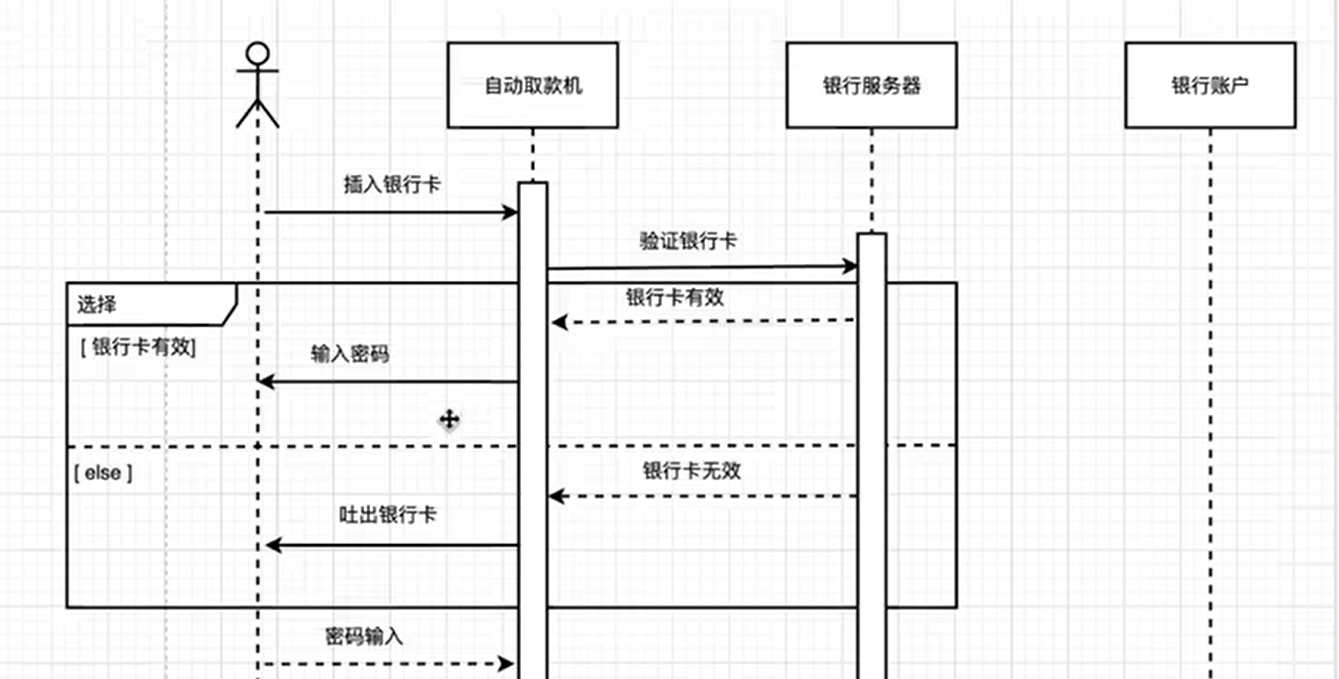 自动取款机
银行服务器
银行账户
插入银行卡
验证银行卡
选择
银行卡有效
[ 银行卡有效]
输入密码
[ else ]
银行卡无效
吐出银行卡
密码输入